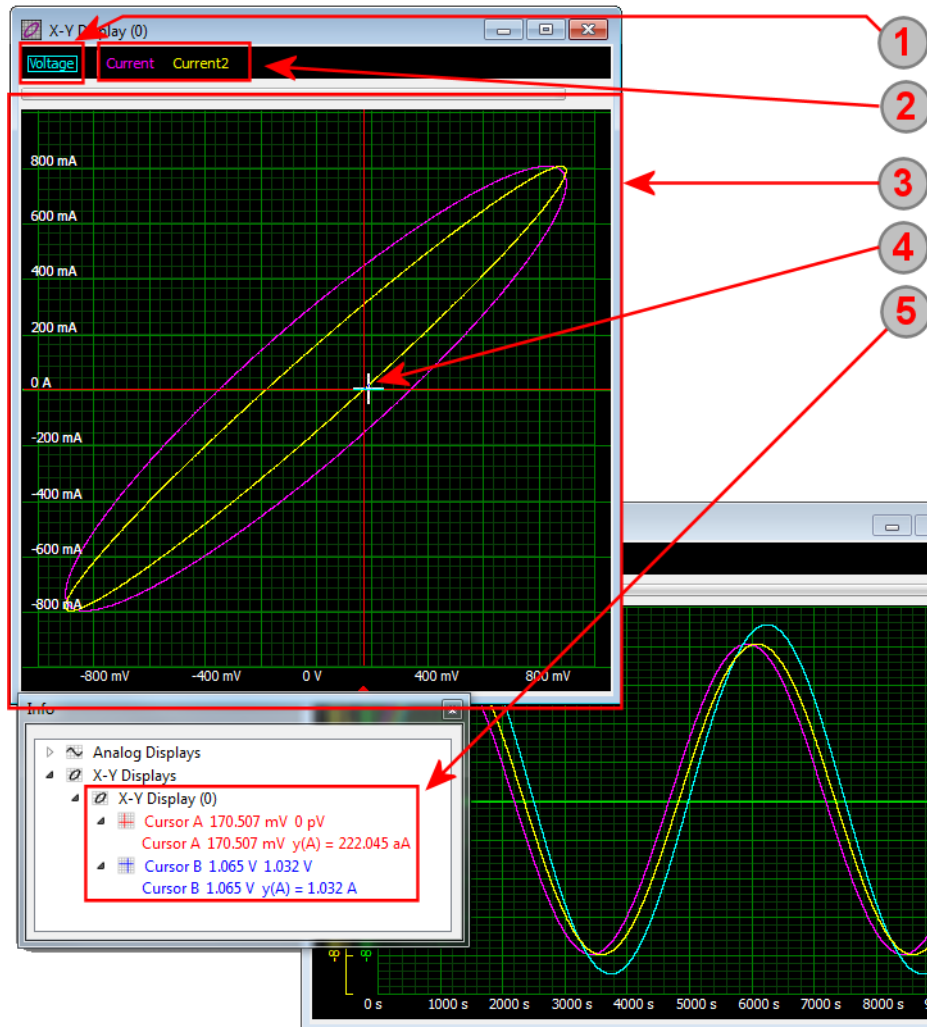 X-Y Display (0)
1
Voltage Current Current2
2
800 mA
3
600 mA
4
400 mA
5
200 mA
0 A
-200 mA
-400 mA
-600 mA
-800 mA
-800 mV -400 mV 0 V 400 mV 800 mV
Info
Analog Displays
X-Y Displays
X-Y Display (0)
Cursor A 170.507 mV 0 pV
Cursor A 170.507 mV y(A) = 222.045 aA
Cursor B 1.065 V 1.032 V
Cursor B 1.065 V y(A) = 1.032 A
-8 -8
0 s 1000 s 2000 s 3000 s 4000 s 5000 s 6000 s 7000 s 8000 s